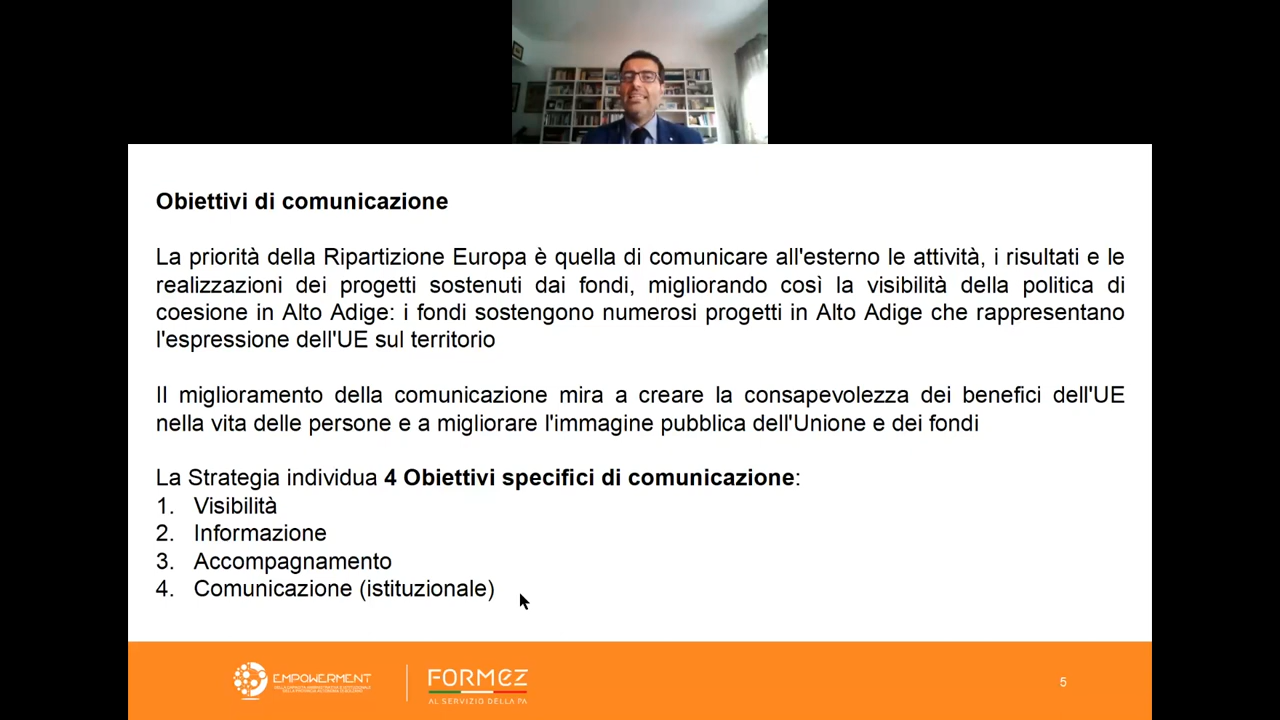 Obiettivi di comunicazione
La priorità della Ripartizione Europa è quella di comunicare all'esterno le attività, i risultati e le
realizzazioni dei progetti sostenuti dai fondi, migliorando così la visibilità della politica di
coesione in Alto Adige: i fondi sostengono numerosi progetti in Alto Adige che rappresentano
l'espressione dell'UE sul territorio
Il miglioramento della comunicazione mira a creare la consapevolezza dei benefici dell'UE
nella vita delle persone e a migliorare l'immagine pubblica dell'Unione e dei fondi
La Strategia individua 4 Obiettivi specifici di comunicazione:
1. Visibilità
2. Informazione
3. Accompagnamento
4. Comunicazione (istituzionale)
EMPOWERMENT
FORMEZ
AL SERVIZIO DELLA PA
5